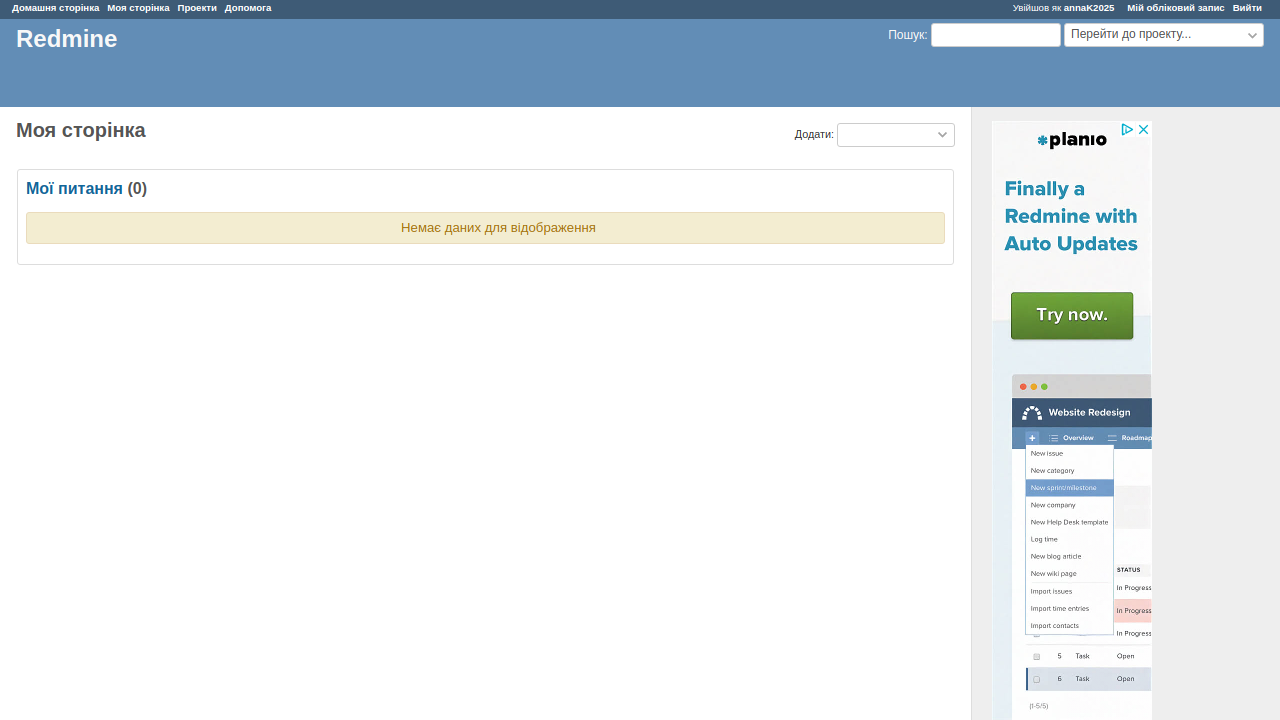 Домашня сторінка Моя сторінка Проекти Допомога Увійшов як annaK2025 Мій обліковий запис Вийти
Redmine Пошук: Перейти до проекту...
Моя сторінка Додати:
Мої питання (0)
Немає даних для відображення
planio
Finally a
Redmine with
Auto Updates
Try now.
Website Redesign
+ Overview Roadmap
New issue
New category
New sprint/milestone
New company
New Help Desk template
Log time
New blog article
New wiki page
Import issues
Import time entries
Import contacts
STATUS
In Progress
In Progress
In Progress
5 Task Open
6 Task Open
(1-5/5)